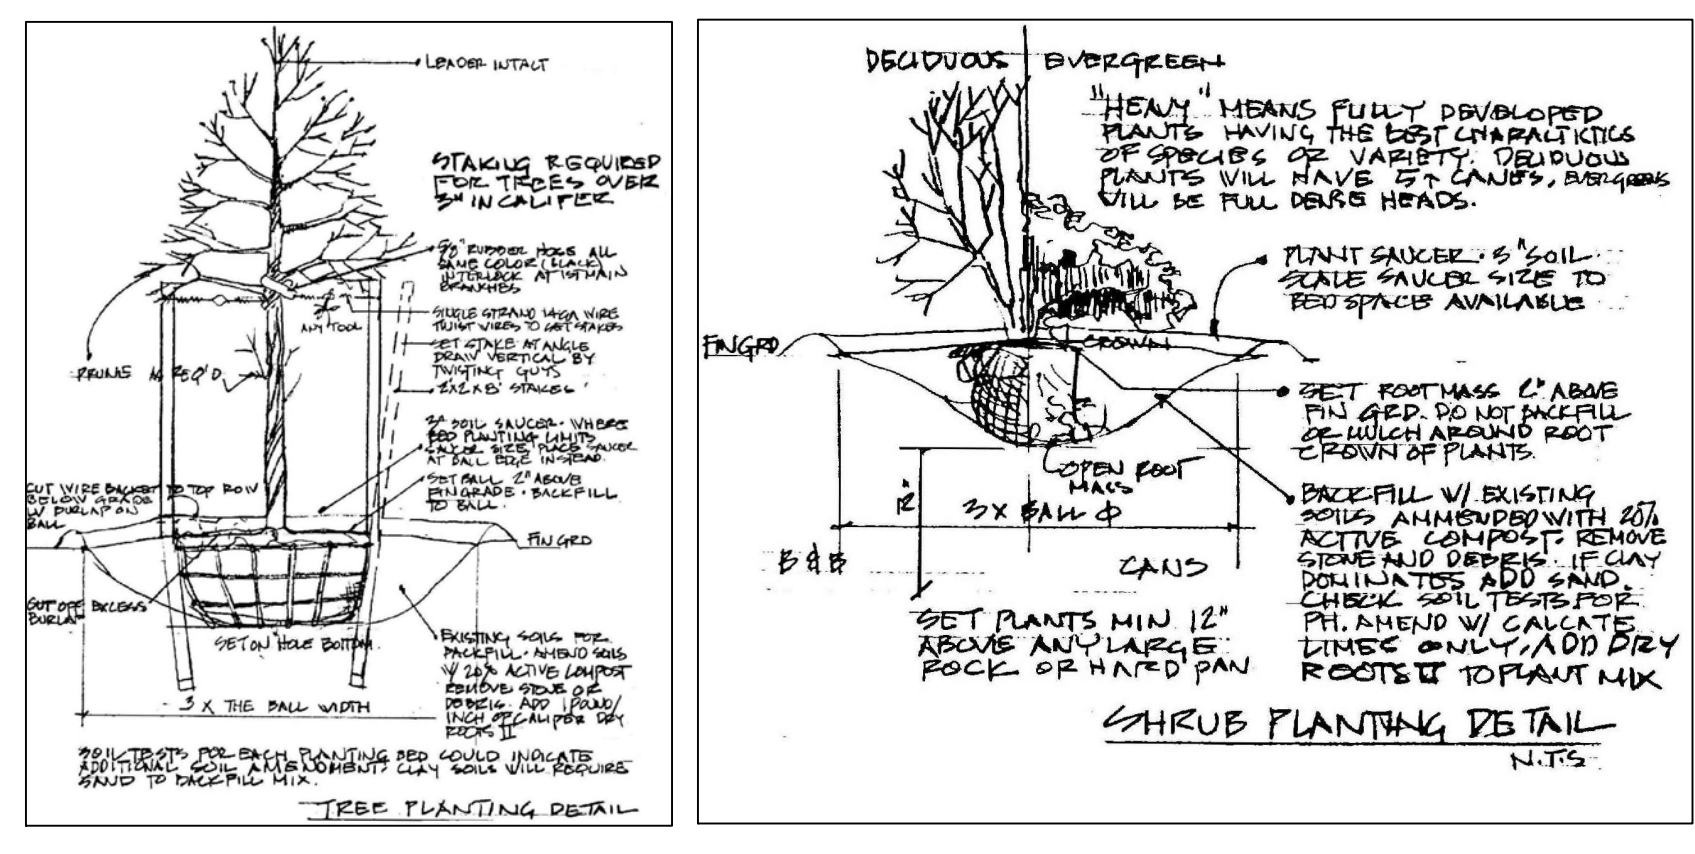 LEADER INTACT
STAKING REQUIRED
FOR TREES OVER
3" IN CALIPER
5/8" RUBBER HOSE ALL
SAME COLOR (BLACK)
INTERLOCK AT 1ST MAIN
BRANCHES
SINGLE STRAND 14GA WIRE
TWIST WIRES TO SET STAKES
ANY TOOL
SET STAKE AT ANGLE
DRAW VERTICAL BY
TWISTING GUYS
2X2X8' STAKES
PRUNE AS REQ'D
3" SOIL SAUCER. WHERE
BED PLANTING LIMITS
SAUCER SIZE, PLACE SAUCER
AT BALL EDGE INSTEAD.
SET BALL 2" ABOVE
FIN GRADE. BACKFILL
TO BALL.
CUT WIRE BASKET TO TOP ROW
BELOW GRADE
W/ BURLAP ON
BALL
FIN GRD
CUT OFF EXCESS
BURLAP
SET ON HOLE BOTTOM.
EXISTING SOILS FOR
BACKFILL. AMEND SOILS
W/ 20% ACTIVE COMPOST
REMOVE STONE OR
DEBRIS. ADD 1 POUND/
INCH OF CALIPER DRY
ROOTS II
3 X THE BALL WIDTH
SOIL TESTS FOR EACH PLANTING BED COULD INDICATE
ADDITIONAL SOIL AMENDMENT. CLAY SOILS WILL REQUIRE
SAND TO BACKFILL MIX.
TREE PLANTING DETAIL
DECIDUOUS EVERGREEN
"HEAVY" MEANS FULLY DEVELOPED
PLANTS HAVING THE BEST
OF SPECIES OR VARIETY. DECIDUOUS
PLANTS WILL HAVE 5↑ CANES, EVERGREENS
WILL BE FULL DENSE HEADS.
PLANT SAUCER. 3" SOIL.
SCALE SAUCER SIZE TO
BED SPACE AVAILABLE
FIN GRD
CROWN
SET ROOTMASS 2" ABOVE
FIN GRD. DO NOT BACKFILL
OR MULCH AROUND ROOT
CROWN OF PLANTS.
OPEN ROOT
MASS
12"
3 X BALL Φ
B & B
CANS
BACKFILL W/ EXISTING
SOILS AMMENDED WITH 20%
ACTIVE COMPOST. REMOVE
STONE AND DEBRIS. IF CLAY
DOMINATES ADD SAND.
CHECK SOIL TESTS FOR
PH. AMEND W/ CALCATE
LIMES ONLY, ADD DRY
ROOTS II TO PLANT MIX
SET PLANTS MIN 12"
ABOVE ANY LARGE
ROCK OR HARD PAN
SHRUB PLANTING DETAIL
N.T.S